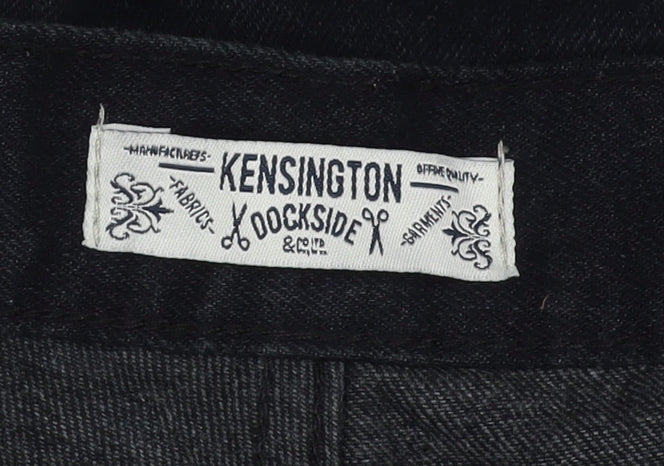 -MANUFACTURERS-
KENSINGTON
OF FINE QUALITY-
-FABRICS-
DOCKSIDE
-GARMENTS-
& CO. LTD